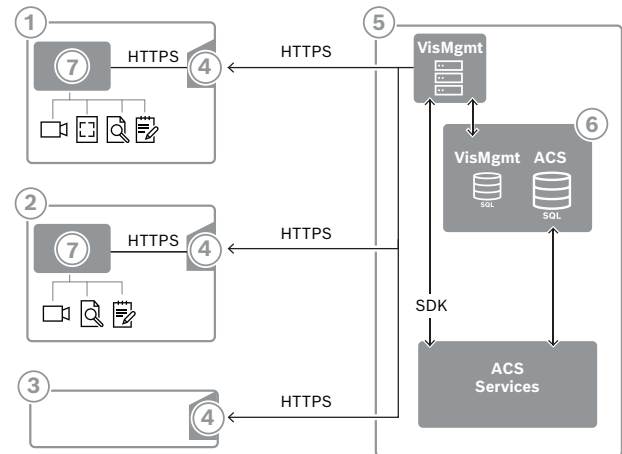 1
7
HTTPS
4
HTTPS
2
7
HTTPS
4
HTTPS
3
4
HTTPS
5
VisMgmt
6
VisMgmt ACS
SQL
SQL
SDK
ACS
Services